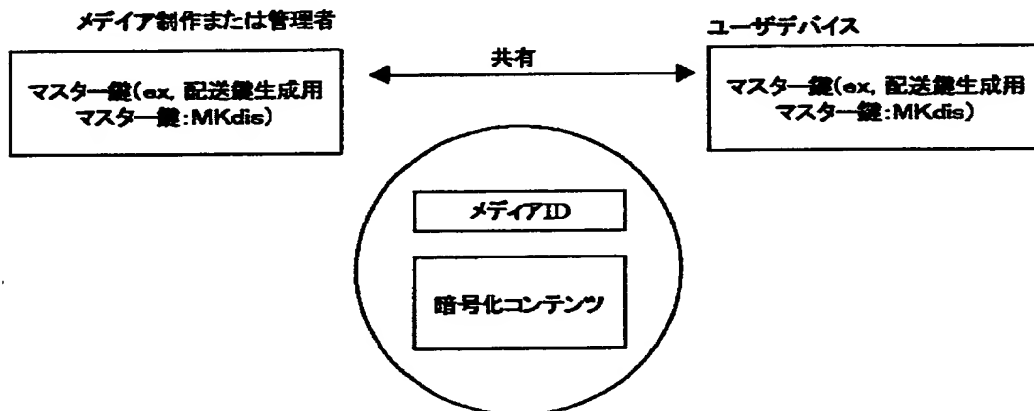 メデイア制作または管理者
ユーザデバイス
共有
マスター鍵(ex, 配送鍵生成用
マスター鍵:MKdis)
マスター鍵(ex, 配送鍵生成用
マスター鍵:MKdis)
メディアID
暗号化コンテンツ